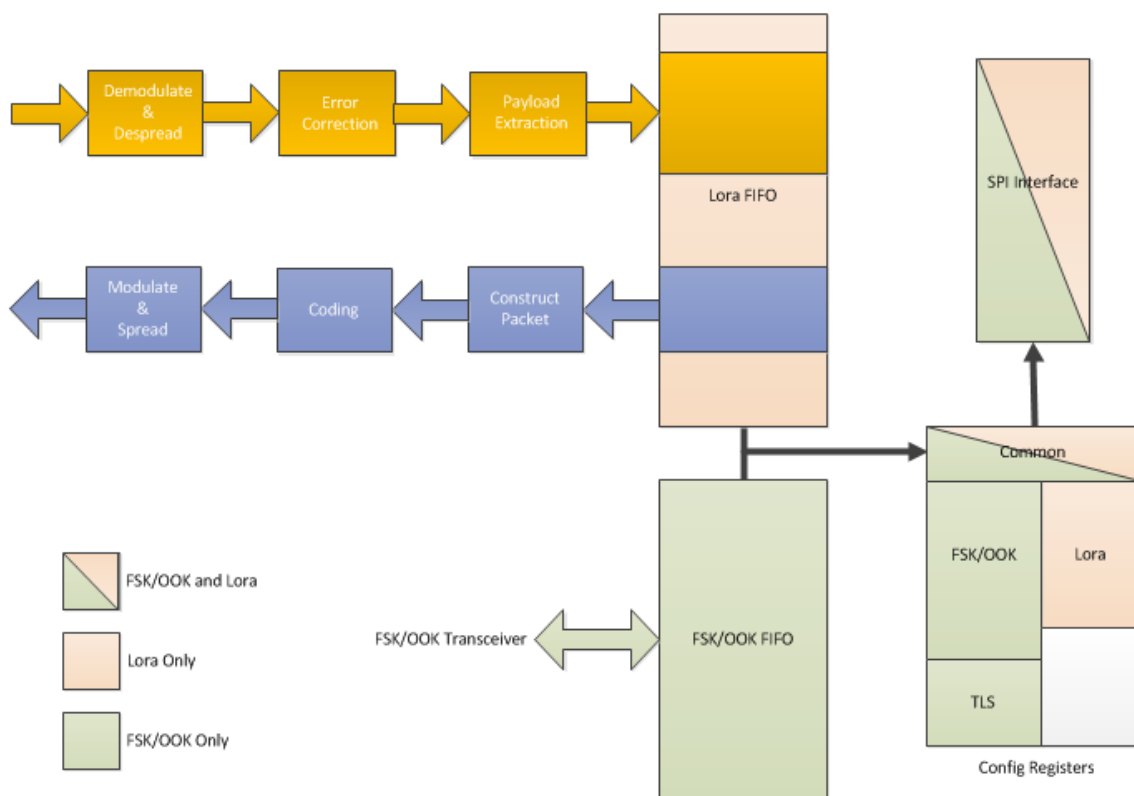 Demodulate
&
Despread
Error
Correction
Payload
Extraction
Lora FIFO
SPI Interface
Modulate
&
Spread
Coding
Construct
Packet
Common
FSK/OOK
Lora
TLS
Config Registers
FSK/OOK FIFO
FSK/OOK Transceiver
FSK/OOK and Lora
Lora Only
FSK/OOK Only